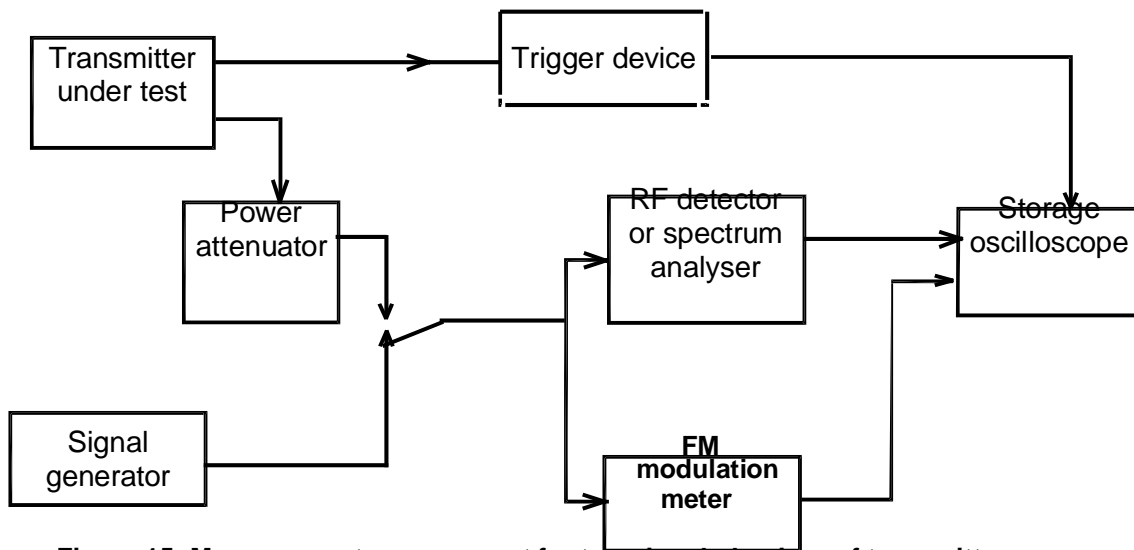 Transmitter
under test
Trigger device
Power
attenuator
RF detector
or spectrum
analyser
Storage
oscilloscope
Signal
generator
FM
modulation
meter